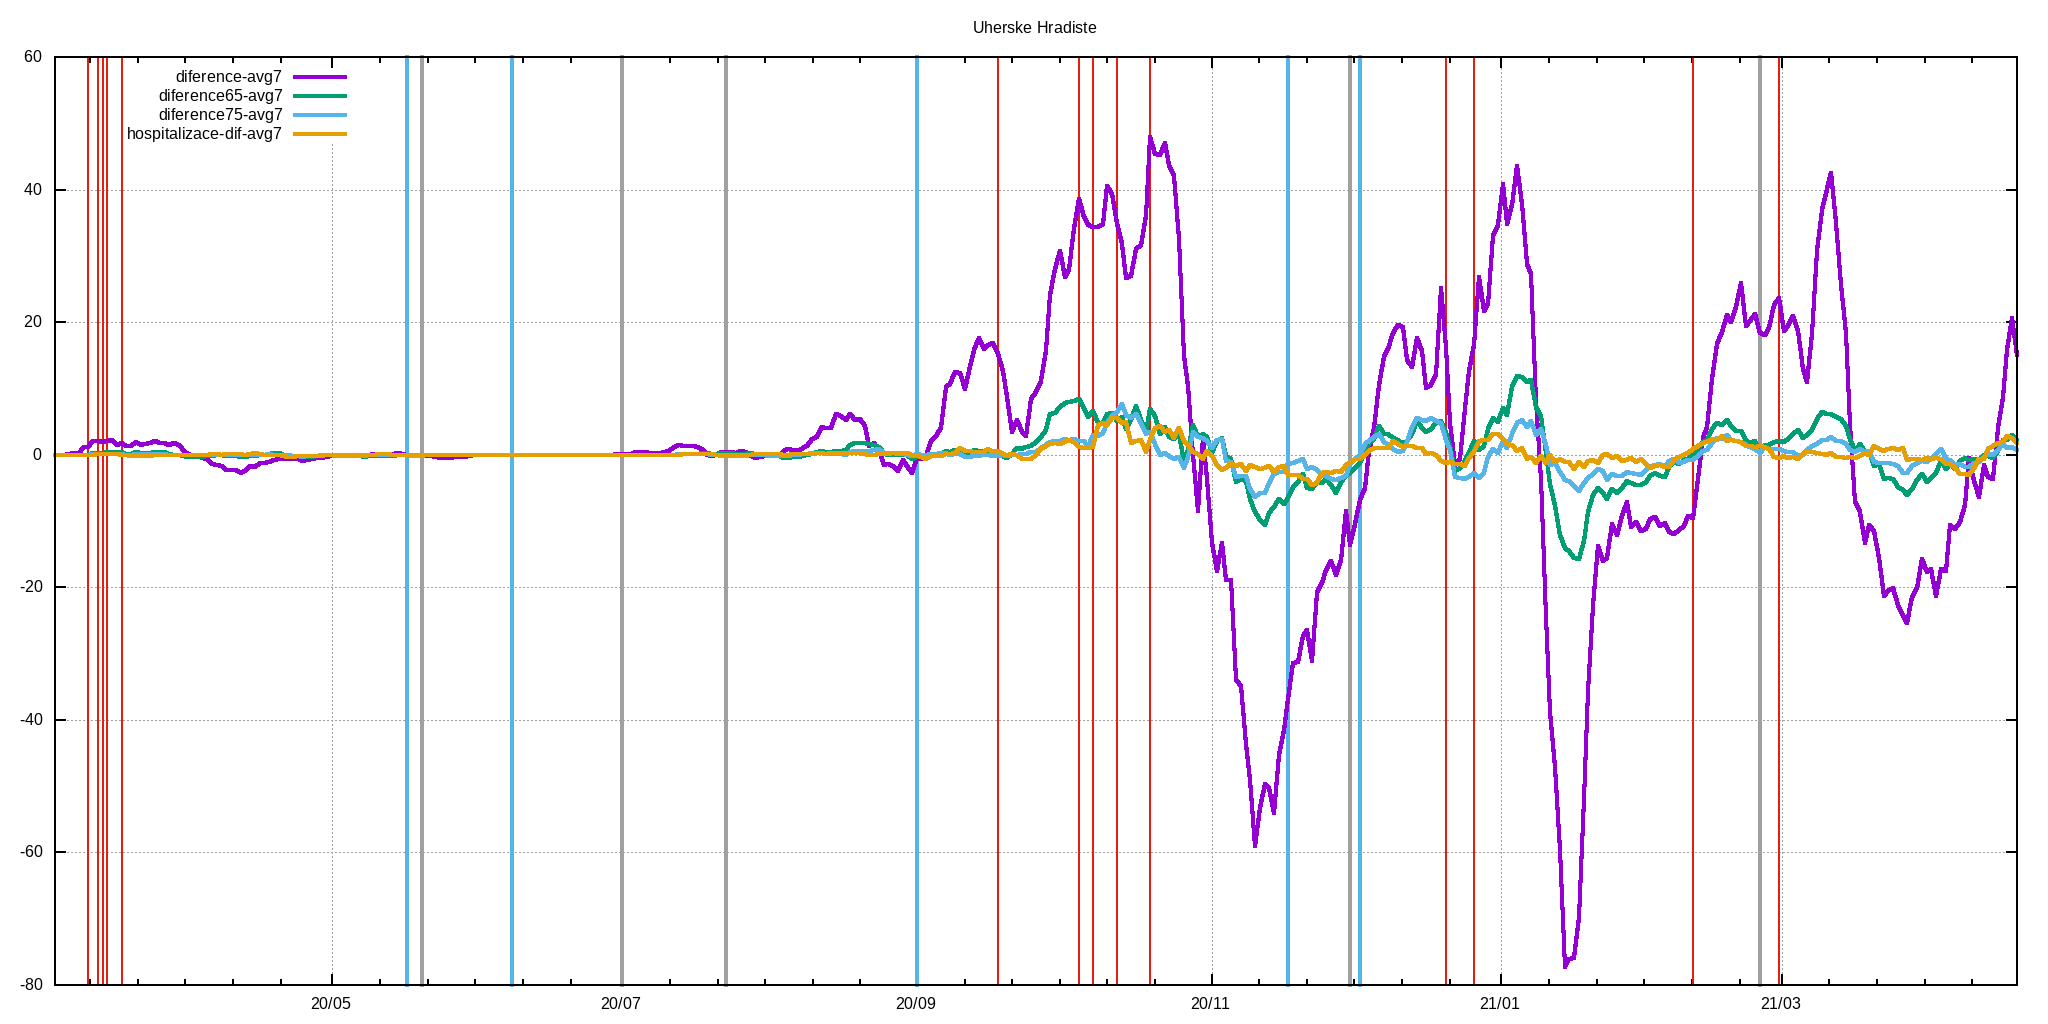 Uherske Hradiste
diference-avg7
diference65-avg7
diference75-avg7
hospitalizace-dif-avg7
60
40
20
0
-20
-40
-60
-80
20/05 20/07 20/09 20/11 21/01 21/03